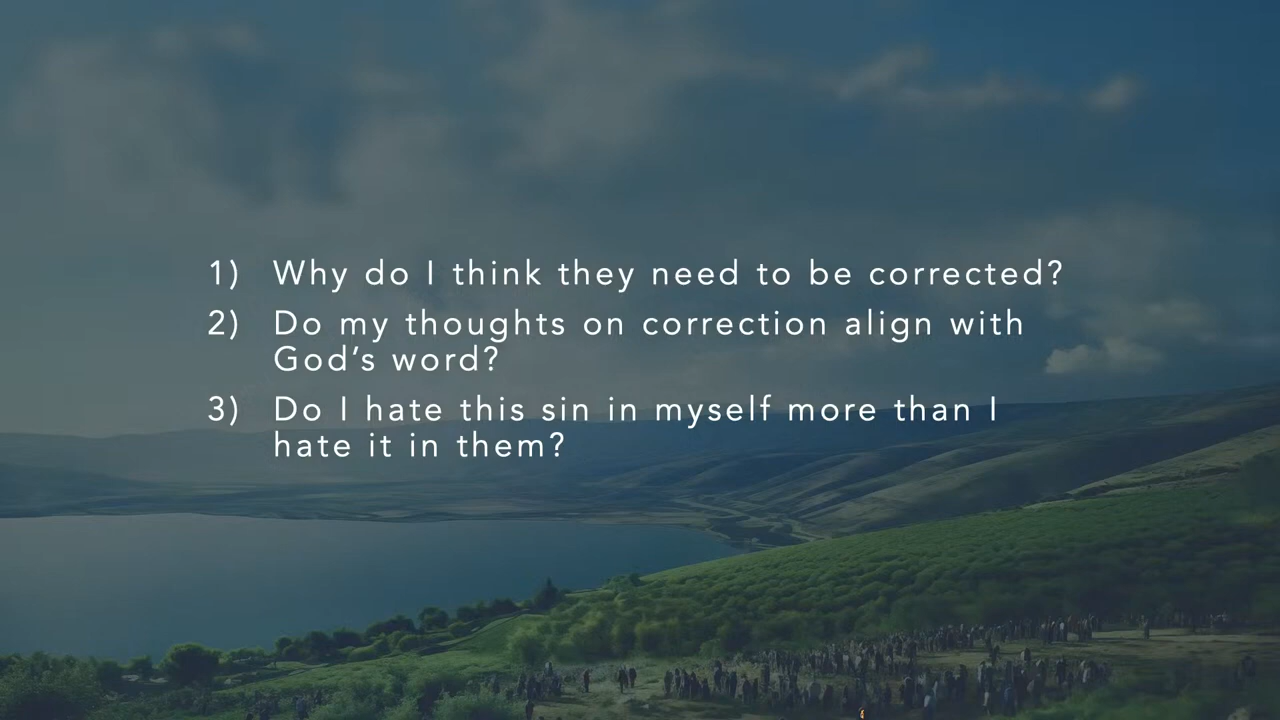 1) Why do I think they need to be corrected?
2) Do my thoughts on correction align with
God’s word?
3) Do I hate this sin in myself more than I
hate it in them?